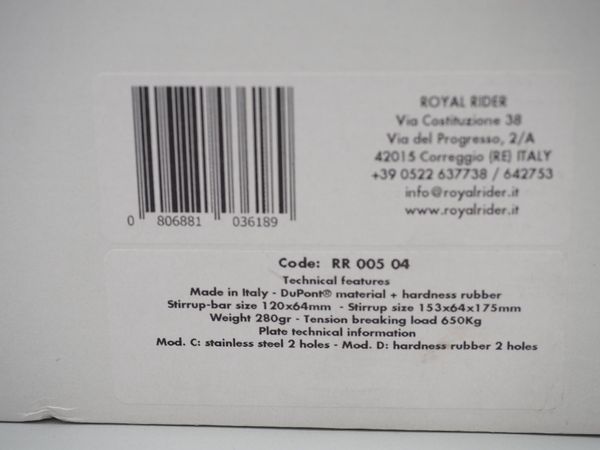 0 806881 036189
ROYAL RIDER
Via Costituzione 38
Via del Progresso, 2/A
42015 Correggio (RE) ITALY
+39 0522 637738 / 642753
info@royalrider.it
www.royalrider.it
Code: RR 005 04
Technical features
Made in Italy - DuPont® material + hardness rubber
Stirrup-bar size 120x64mm - Stirrup size 153x64x175mm
Weight 280gr - Tension breaking load 650Kg
Plate technical information
Mod. C: stainless steel 2 holes - Mod. D: hardness rubber 2 holes